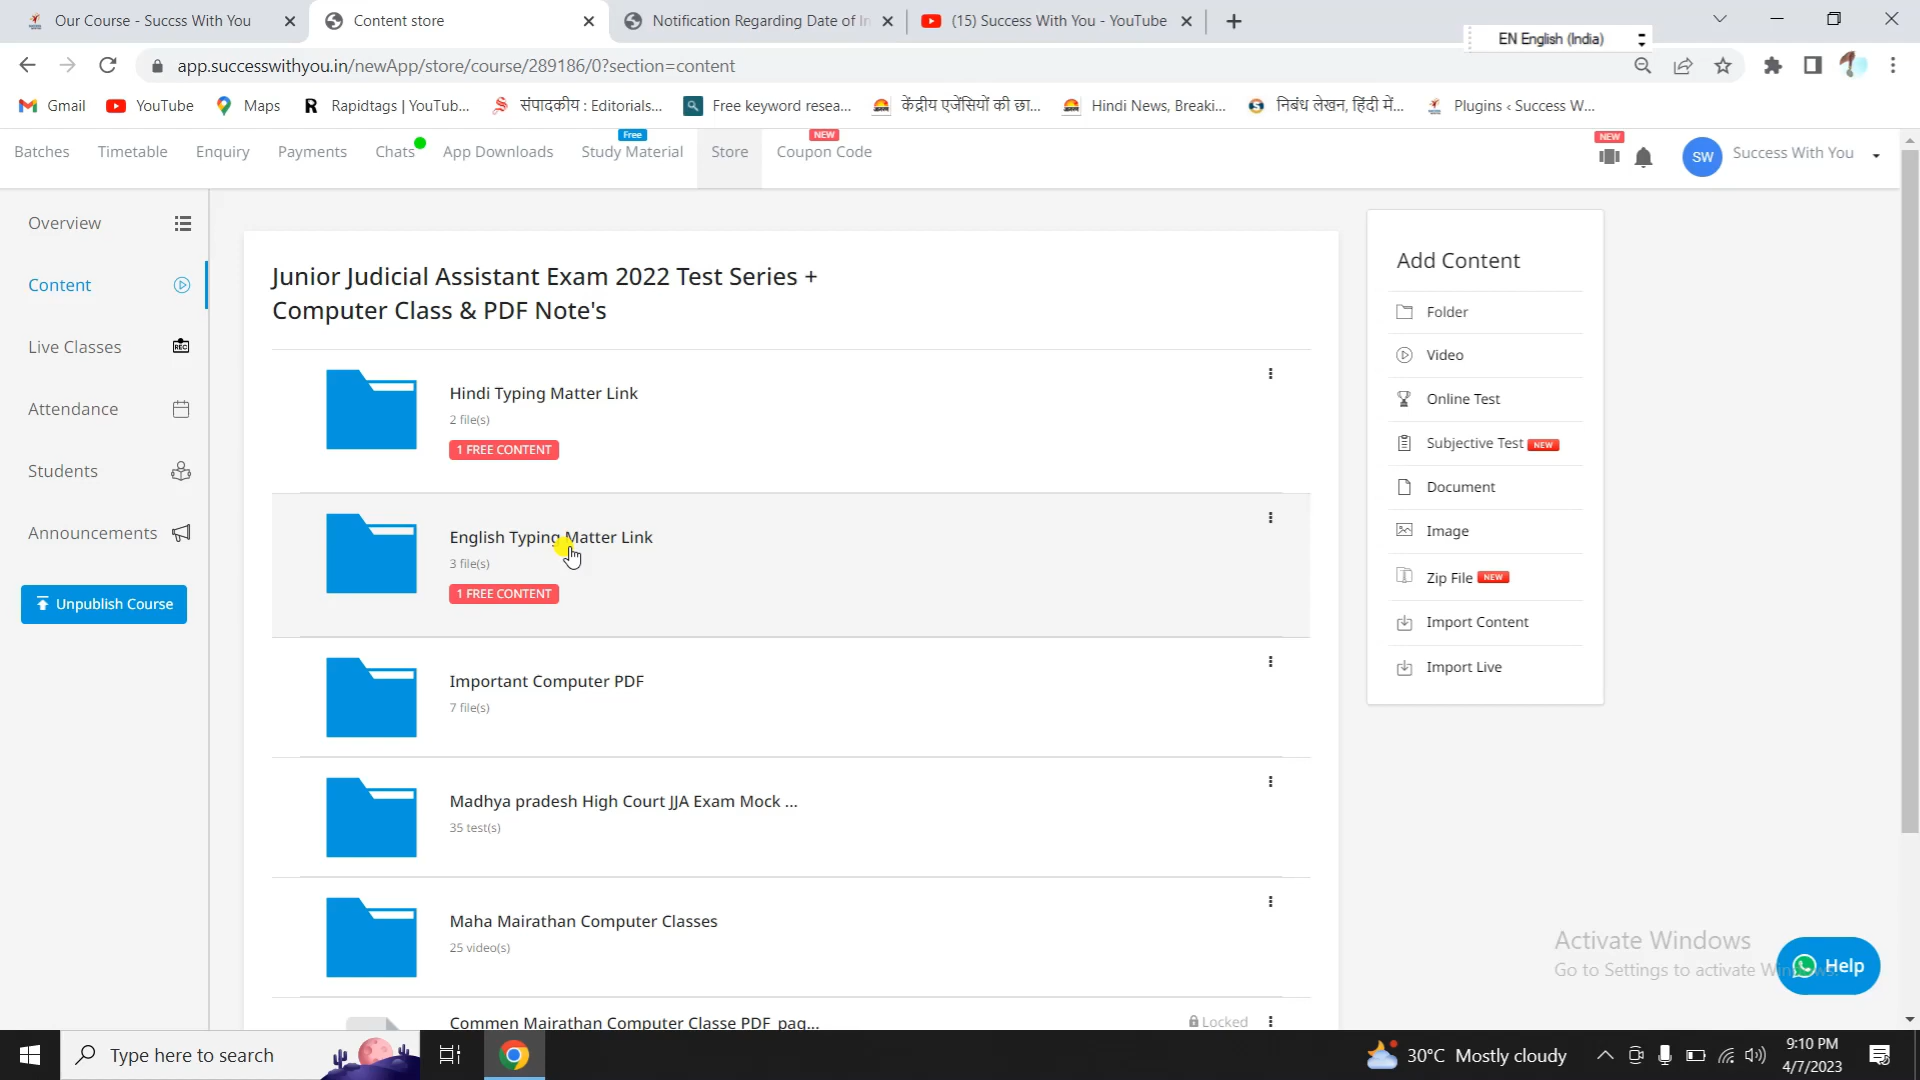 Our Course - Succss With You
Content store
Notification Regarding Date of In
(15) Success With You - YouTube
EN English (India)
app.successwithyou.in/newApp/store/course/289186/0?section=content
Gmail
YouTube
Maps
Rapidtags | YouTub...
संपादकीय : Editorials...
Free keyword resea...
केंद्रीय एजेंसियों की छा...
Hindi News, Breaki...
निबंध लेखन, हिंदी में...
Plugins ‹ Success W...
Batches
Timetable
Enquiry
Payments
Chats
App Downloads
Free
Study Material
Store
NEW
Coupon Code
NEW
SW
Success With You
Overview
Content
Live Classes
REC
Attendance
Students
Announcements
Unpublish Course
Junior Judicial Assistant Exam 2022 Test Series +
Computer Class & PDF Note's
Hindi Typing Matter Link
2 file(s)
1 FREE CONTENT
English Typing Matter Link
3 file(s)
1 FREE CONTENT
Important Computer PDF
7 file(s)
Madhya pradesh High Court JJA Exam Mock ...
35 test(s)
Maha Mairathan Computer Classes
25 video(s)
Commen Mairathan Computer Classe PDF pag...
Locked
Add Content
Folder
Video
Online Test
Subjective Test NEW
Document
Image
Zip File NEW
Import Content
Import Live
Activate Windows
Go to Settings to activate Win
Help
Type here to search
30°C Mostly cloudy
9:10 PM
4/7/2023